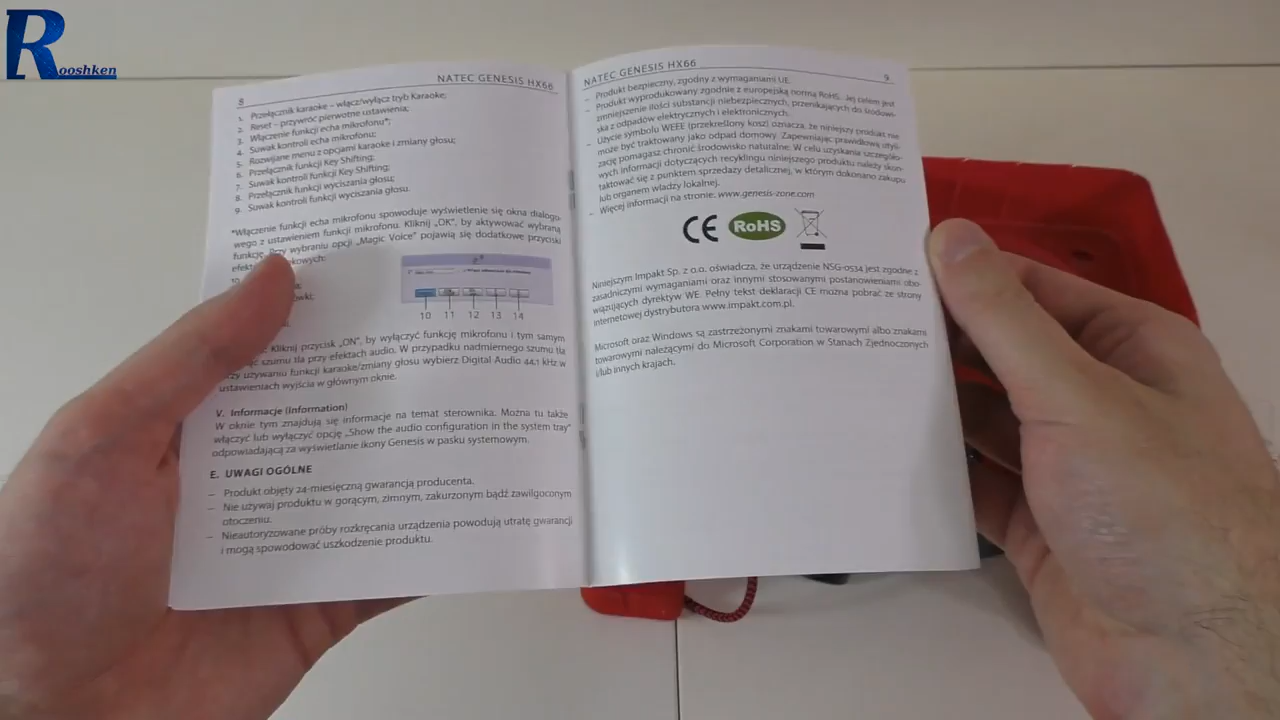 Rooshken
8 NATEC GENESIS HX66
1. Przełącznik karaoke – włącz/wyłącz tryb Karaoke;
2. Reset – przywróć pierwotne ustawienia;
3. Włączenie funkcji echa mikrofonu*;
4. Suwak kontroli echa mikrofonu;
5. Rozwijane menu z opcjami karaoke i zmiany głosu;
6. Przełącznik funkcji Key Shifting;
7. Suwak kontroli funkcji Key Shifting;
8. Przełącznik funkcji wyciszania głosu;
9. Suwak kontroli funkcji wyciszania głosu.
*Włączenie funkcji echa mikrofonu spowoduje wyświetlenie się okna dialogo-
wego z ustawieniem funkcji mikrofonu. Kliknij „OK", by aktywować wybraną
funkcję. Przy wybraniu opcji „Magic Voice" pojawią się dodatkowe przyciski
10 11 12 13 14
Kliknij przycisk „ON", by wyłączyć funkcję mikrofonu i tym samym
szumu tła przy efektach audio. W przypadku nadmiernego szumu tła
przy używaniu funkcji karaoke/zmiany głosu wybierz Digital Audio 44.1 kHz w
ustawieniach wyjścia w głównym oknie.
V. Informacje (Information)
W oknie tym znajdują się informacje na temat sterownika. Można tu także
włączyć lub wyłączyć opcję „Show the audio configuration in the system tray"
odpowiadającą za wyświetlanie ikony Genesis w pasku systemowym.
E. UWAGI OGÓLNE
– Produkt objęty 24-miesięczną gwarancją producenta.
– Nie używaj produktu w gorącym, zimnym, zakurzonym bądź zawilgoconym
otoczeniu.
– Nieautoryzowane próby rozkręcania urządzenia powodują utratę gwarancji
i mogą spowodować uszkodzenie produktu.
NATEC GENESIS HX66 9
– Produkt bezpieczny, zgodny z wymaganiami UE.
– Produkt wyprodukowany zgodnie z europejską normą RoHS. Jej celem jest
zmniejszenie ilości substancji niebezpiecznych, przenikających do środowi-
ska z odpadów elektrycznych i elektronicznych.
– Użycie symbolu WEEE (przekreślony kosz) oznacza, że niniejszy produkt nie
może być traktowany jako odpad domowy. Zapewniając prawidłową utyli-
zację pomagasz chronić środowisko naturalne. W celu uzyskania szczegóło-
wych informacji dotyczących recyklingu niniejszego produktu należy skon-
taktować się z punktem sprzedaży detalicznej, w którym dokonano zakupu
lub organem władzy lokalnej.
– Więcej informacji na stronie: www.genesis-zone.com
CE RoHS
Niniejszym Impakt Sp. z o.o. oświadcza, że urządzenie NSG-0534 jest zgodne z
zasadniczymi wymaganiami oraz innymi stosowanymi postanowieniami obo-
wiązujących dyrektyw WE. Pełny tekst deklaracji CE można pobrać ze strony
internetowej dystrybutora www.impakt.com.pl.
Microsoft oraz Windows są zastrzeżonymi znakami towarowymi albo znakami
towarowymi należącymi do Microsoft Corporation w Stanach Zjednoczonych
i/lub innych krajach.